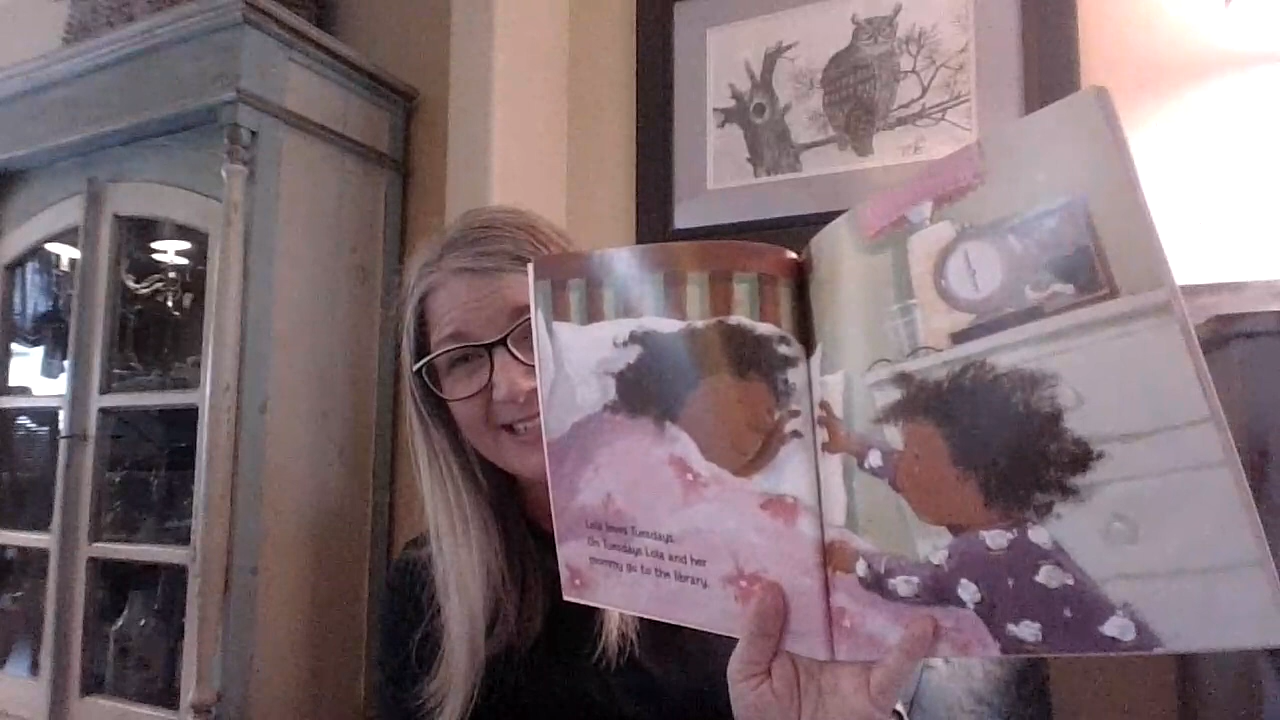 Lola loves Tuesdays.
On Tuesdays Lola and her
mommy go to the library.